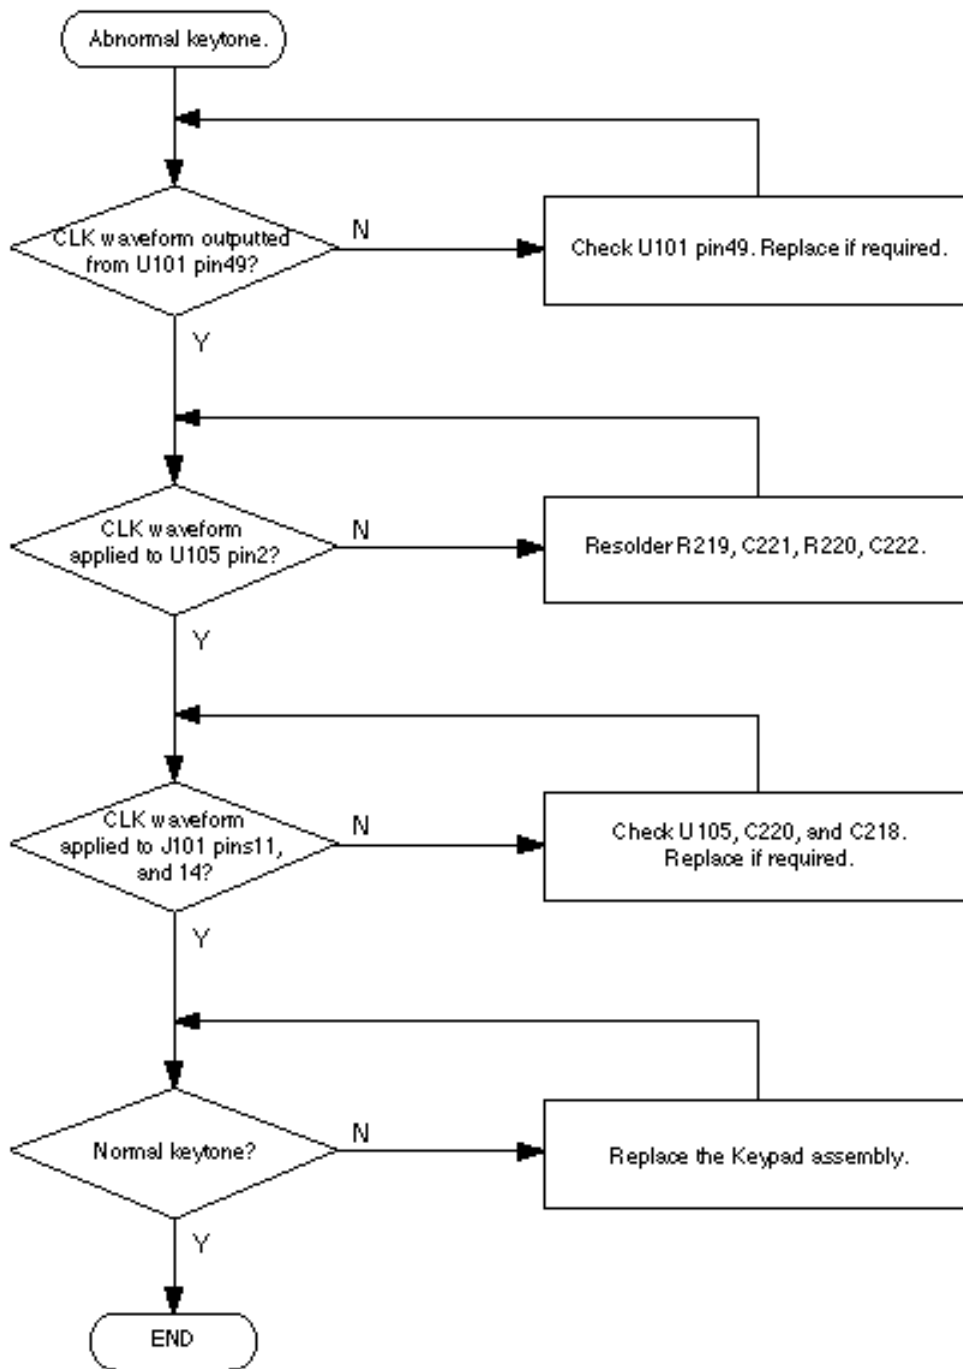 Abnormal keytone.
CLK waveform outputted
from U101 pin49?
N
Check U101 pin49. Replace if required.
Y
CLK waveform
applied to U105 pin2?
N
Resolder R219, C221, R220, C222.
Y
CLK waveform
applied to J101 pins11,
and 14?
N
Check U105, C220, and C218.
Replace if required.
Y
Normal keytone?
N
Replace the Keypad assembly.
Y
END